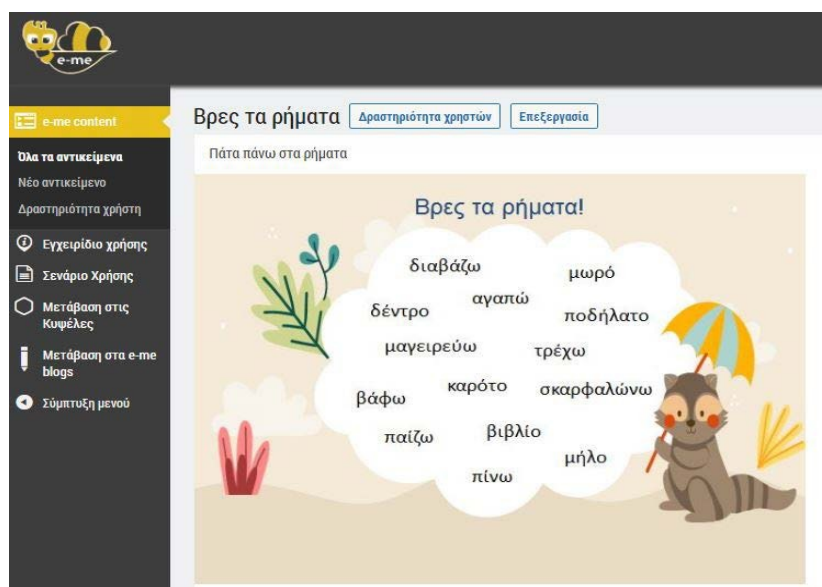 e-me
e-me content
Όλα τα αντικείμενα
Νέο αντικείμενο
Δραστηριότητα χρήστη
Εγχειρίδιο χρήσης
Σενάριο Χρήσης
Μετάβαση στις
Κυψέλες
Μετάβαση στα e-me
blogs
Σύμπτυξη μενού
Βρες τα ρήματα Δραστηριότητα χρηστών Επεξεργασία
Πάτα πάνω στα ρήματα
Βρες τα ρήματα!
διαβάζω
μωρό
αγαπώ
δέντρο
ποδήλατο
μαγειρεύω
τρέχω
καρότο
σκαρφαλώνω
βάφω
βιβλίο
παίζω
μήλο
πίνω